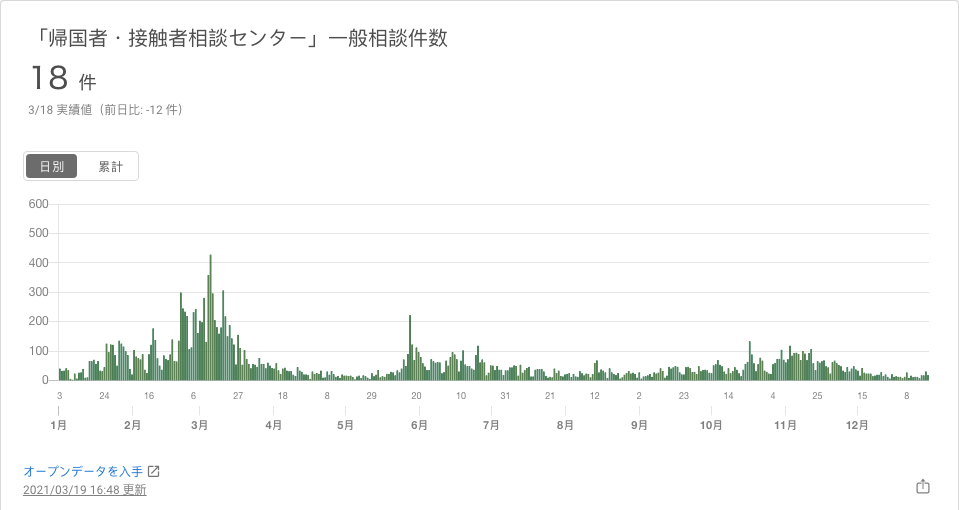 「帰国者・接触者相談センター」一般相談件数
18 件
3/18 実績値（前日比: -12 件）
日別 累計
600
500
400
300
200
100
0
3 24 16 6 27 18 8 29 20 10 31 21 12 2 23 14 4 25 15 8
1月 2月 3月 4月 5月 6月 7月 8月 9月 10月 11月 12月
オープンデータを入手
2021/03/19 16:48 更新